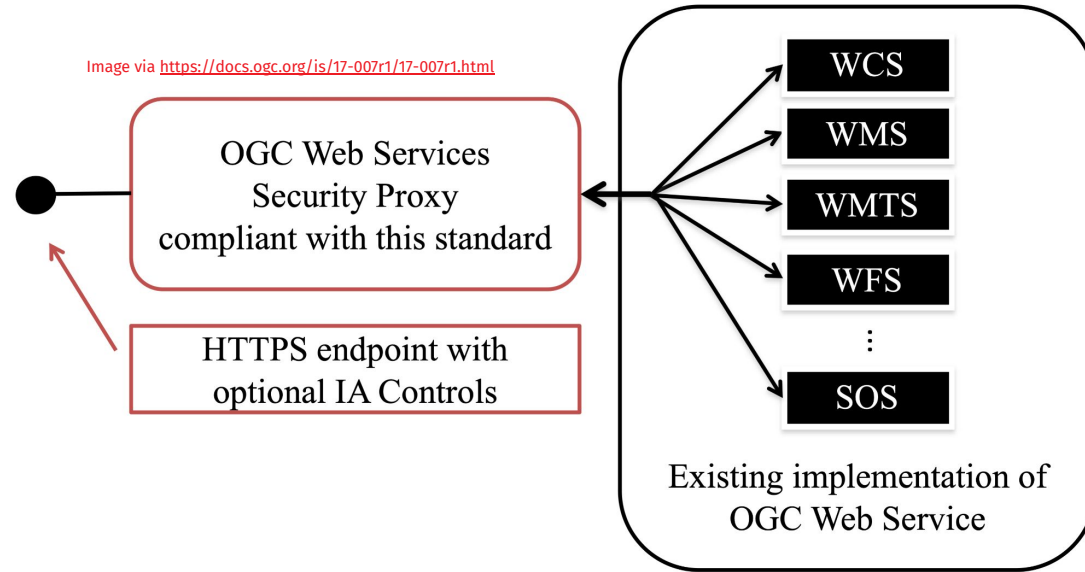 Image via https://docs.ogc.org/is/17-007r1/17-007r1.html
OGC Web Services
Security Proxy
compliant with this standard
HTTPS endpoint with
optional IA Controls
WCS
WMS
WMTS
WFS
...
SOS
Existing implementation of
OGC Web Service